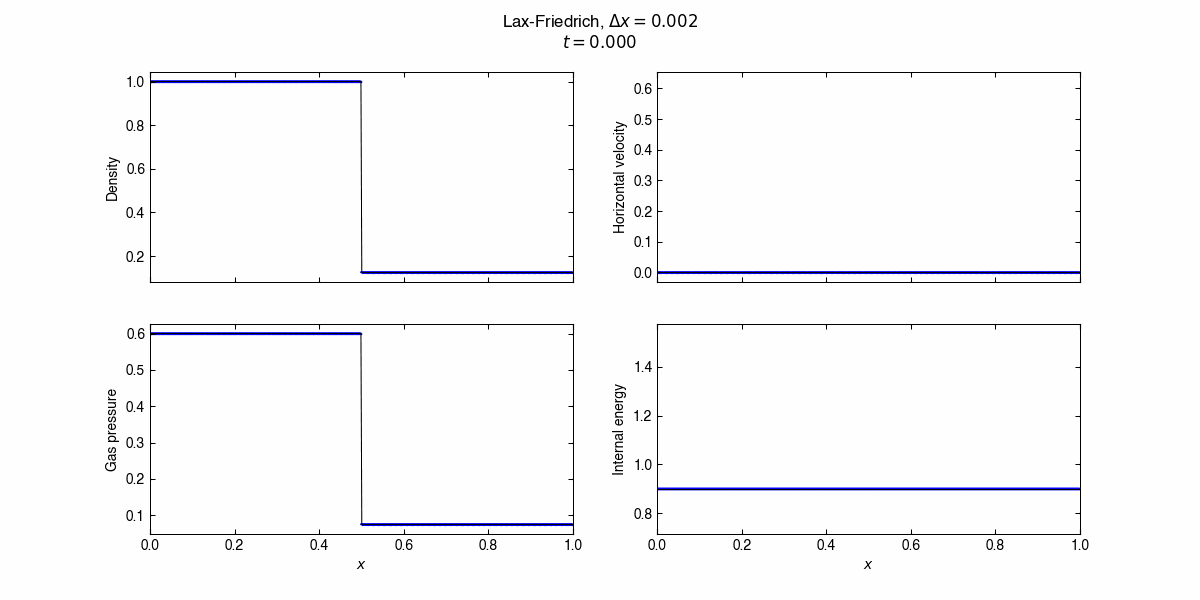 Lax-Friedrich, Δx = 0.002
t = 0.000
Density
1.0
0.8
0.6
0.4
0.2
Horizontal velocity
0.6
0.5
0.4
0.3
0.2
0.1
0.0
Gas pressure
0.6
0.5
0.4
0.3
0.2
0.1
0.0 0.2 0.4 0.6 0.8 1.0
x
Internal energy
1.4
1.2
1.0
0.8
0.0 0.2 0.4 0.6 0.8 1.0
x